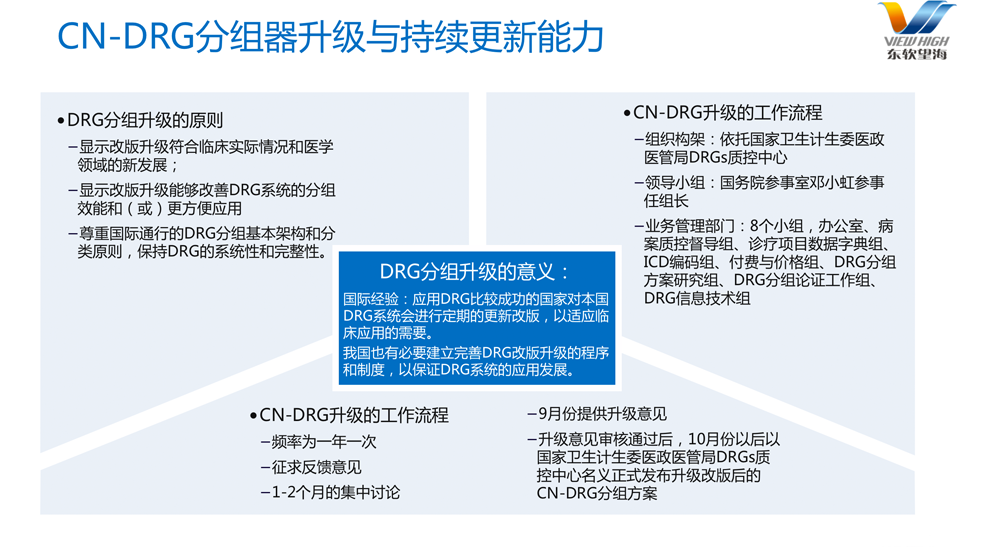 CN-DRG分组器升级与持续更新能力
VIEW HIGH
东软望海
•DRG分组升级的原则
–显示改版升级符合临床实际情况和医学
领域的新发展；
–显示改版升级能够改善DRG系统的分组
效能和（或）更方便应用
–尊重国际通行的DRG分组基本架构和分
类原则，保持DRG的系统性和完整性。
•CN-DRG升级的工作流程
–组织构架：依托国家卫生计生委医政
医管局DRGs质控中心
–领导小组：国务院参事室邓小虹参事
任组长
–业务管理部门：8个小组，办公室、病
案质控督导组、诊疗项目数据字典组、
ICD编码组、付费与价格组、DRG分组
方案研究组、DRG分组论证工作组、
DRG信息技术组
DRG分组升级的意义：
国际经验：应用DRG比较成功的国家对本国
DRG系统会进行定期的更新改版，以适应临
床应用的需要。
我国也有必要建立完善DRG改版升级的程序
和制度，以保证DRG系统的应用发展。
•CN-DRG升级的工作流程
–频率为一年一次
–征求反馈意见
–1-2个月的集中讨论
–9月份提供升级意见
–升级意见审核通过后，10月份以后以
国家卫生计生委医政医管局DRGs质
控中心名义正式发布升级改版后的
CN-DRG分组方案